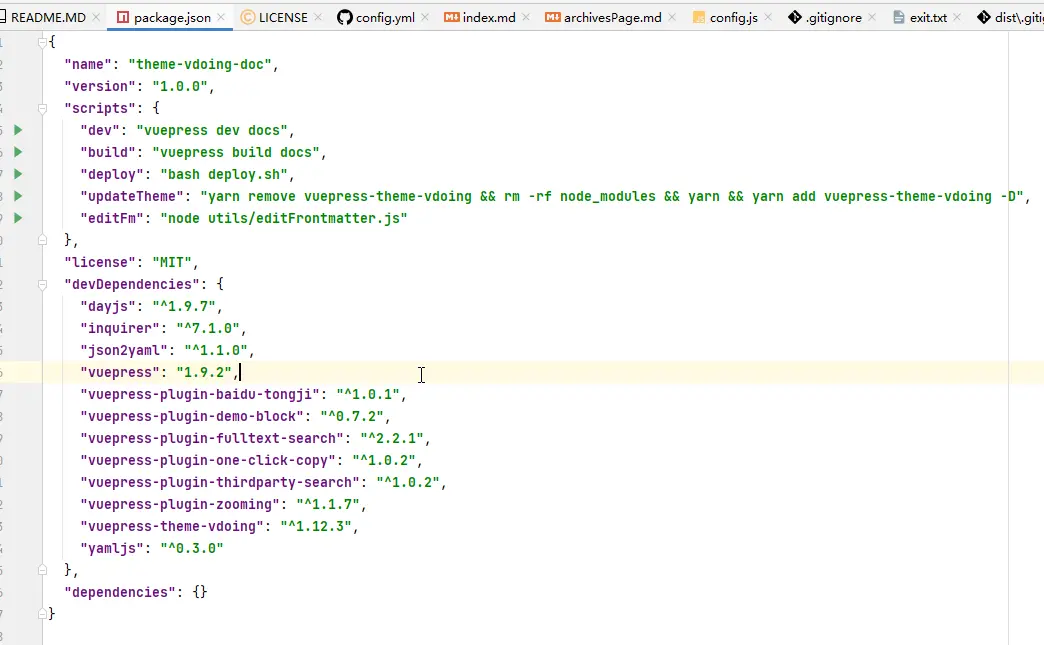 README.MD package.json LICENSE config.yml index.md archivesPage.md config.js .gitignore exit.txt
{
"name": "theme-vdoing-doc",
"version": "1.0.0",
"scripts": {
"dev": "vuepress dev docs",
"build": "vuepress build docs",
"deploy": "bash deploy.sh",
"updateTheme": "yarn remove vuepress-theme-vdoing && rm -rf node_modules && yarn && yarn add vuepress-theme-vdoing -D",
"editFm": "node utils/editFrontmatter.js"
},
"license": "MIT",
"devDependencies": {
"dayjs": "^1.9.7",
"inquirer": "^7.1.0",
"json2yaml": "^1.1.0",
"vuepress": "1.9.2",
"vuepress-plugin-baidu-tongji": "^1.0.1",
"vuepress-plugin-demo-block": "^0.7.2",
"vuepress-plugin-fulltext-search": "^2.2.1",
"vuepress-plugin-one-click-copy": "^1.0.2",
"vuepress-plugin-thirdparty-search": "^1.0.2",
"vuepress-plugin-zooming": "^1.1.7",
"vuepress-theme-vdoing": "^1.12.3",
"yamljs": "^0.3.0"
},
"dependencies": {}
}